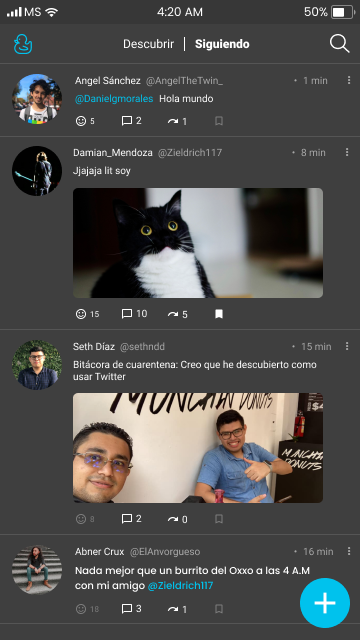 MS 4:20 AM 50%
Descubrir | Siguiendo
Angel Sánchez @AngelTheTwin_ • 1 min
@Danielgmorales Hola mundo
5 2 1
Damian_Mendoza @Zieldrich117 • 8 min
Jjajaja lit soy
15 10 5
Seth Díaz @sethndd • 15 min
Bitácora de cuarentena: Creo que he descubierto como
usar Twitter
MUNCHIN DONUTS
MUNCHIN
DONUTS
8 2 0
Abner Crux @ElAnvorgueso • 16 min
Nada mejor que un burrito del Oxxo a las 4 A.M
con mi amigo @Zieldrich117
18 3 1